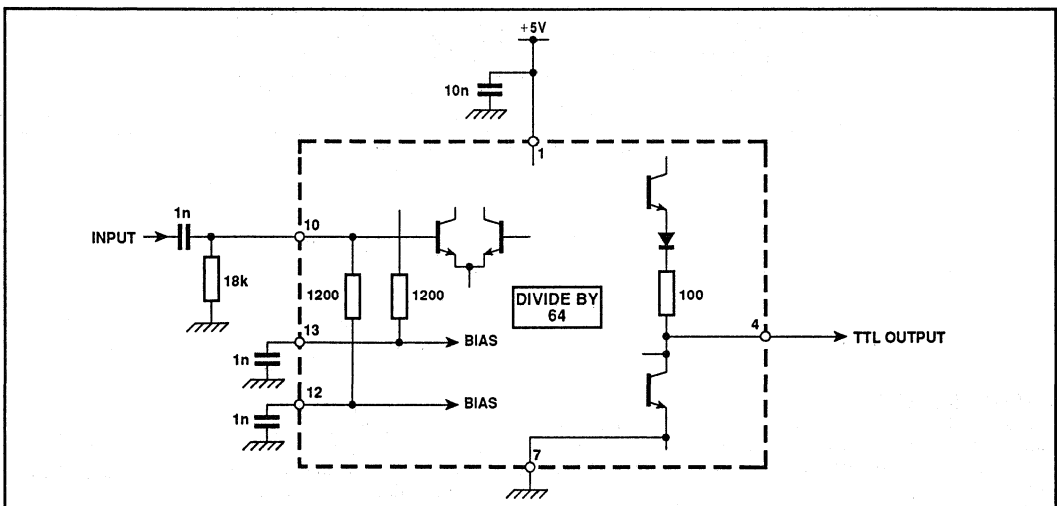 +5V
10n
1
1n
10
INPUT
18k
1200
1200
DIVIDE BY
64
100
4
TTL OUTPUT
13
BIAS
1n
12
BIAS
1n
7